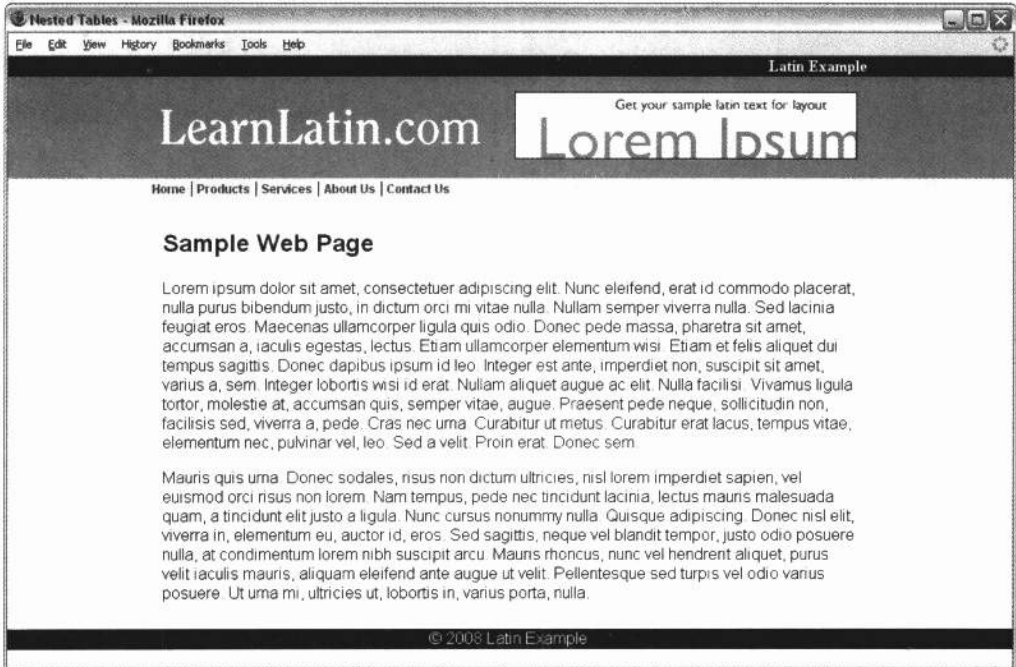 Nested Tables - Mozilla Firefox
File Edit View History Bookmarks Tools Help
Latin Example
LearnLatin.com
Get your sample latin text for layout
Lorem Ipsum
Home | Products | Services | About Us | Contact Us
Sample Web Page
Lorem ipsum dolor sit amet, consectetuer adipiscing elit. Nunc eleifend, erat id commodo placerat,
nulla purus bibendum justo, in dictum orci mi vitae nulla. Nullam semper viverra nulla. Sed lacinia
feugiat eros. Maecenas ullamcorper ligula quis odio. Donec pede massa, pharetra sit amet,
accumsan a, iaculis egestas, lectus. Etiam ullamcorper elementum wisi. Etiam et felis aliquet dui
tempus sagittis. Donec dapibus ipsum id leo. Integer est ante, imperdiet non, suscipit sit amet,
varius a, sem. Integer lobortis wisi id erat. Nullam aliquet augue ac elit. Nulla facilisi. Vivamus ligula
tortor, molestie at, accumsan quis, semper vitae, augue. Praesent pede neque, sollicitudin non,
facilisis sed, viverra a, pede. Cras nec urna. Curabitur ut metus. Curabitur erat lacus, tempus vitae,
elementum nec, pulvinar vel, leo. Sed a velit. Proin erat. Donec sem.
Mauris quis urna. Donec sodales, risus non dictum ultricies, nisl lorem imperdiet sapien, vel
euismod orci risus non lorem. Nam tempus, pede nec tincidunt lacinia, lectus mauris malesuada
quam, a tincidunt elit justo a ligula. Nunc cursus nonummy nulla. Quisque adipiscing. Donec nisl elit,
viverra in, elementum eu, auctor id, eros. Sed sagittis, neque vel blandit tempor, justo odio posuere
nulla, at condimentum lorem nibh suscipit arcu. Mauris rhoncus, nunc vel hendrerit aliquet, purus
velit iaculis mauris, aliquam eleifend ante augue ut velit. Pellentesque sed turpis vel odio varius
posuere. Ut urna mi, ultricies ut, lobortis in, varius porta, nulla.
© 2008 Latin Example